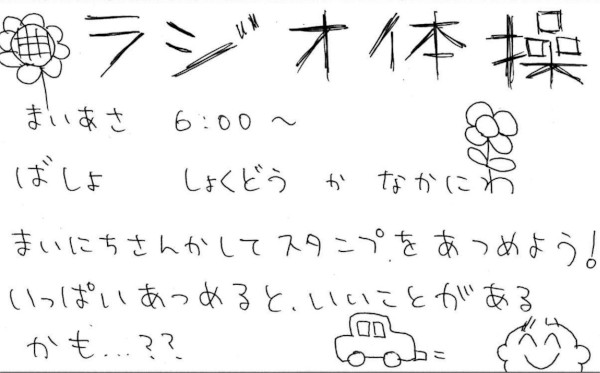 ラジオ体操
まいあさ 6:00～
ばしょ しょくどう か なかにわ
まいにちさんかしてスタンプをあつめよう!
いっぱいあつめると、いいことがある
かも...??